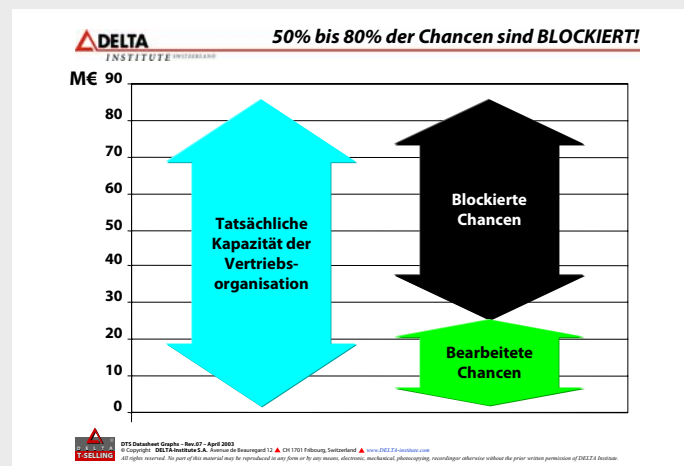 DELTA
INSTITUTE SWITZERLAND
50% bis 80% der Chancen sind BLOCKIERT!
M€
90
80
70
60
50
40
30
20
10
0
Tatsächliche
Kapazität der
Vertriebs-
organisation
Blockierte
Chancen
Bearbeitete
Chancen
DELTA
T-SELLING
DTS Datasheet Graphs – Rev.07 – April 2003
© Copyright DELTA-Institute S.A. Avenue de Beauregard 12 ▲ CH 1701 Fribourg, Switzerland ▲ www.DELTA-institute.com
All rights reserved. No part of this material may be reproduced in any form or by any means, electronic, mechanical, photocopying, recordingor otherwise without the prior written permission of DELTA Institute.